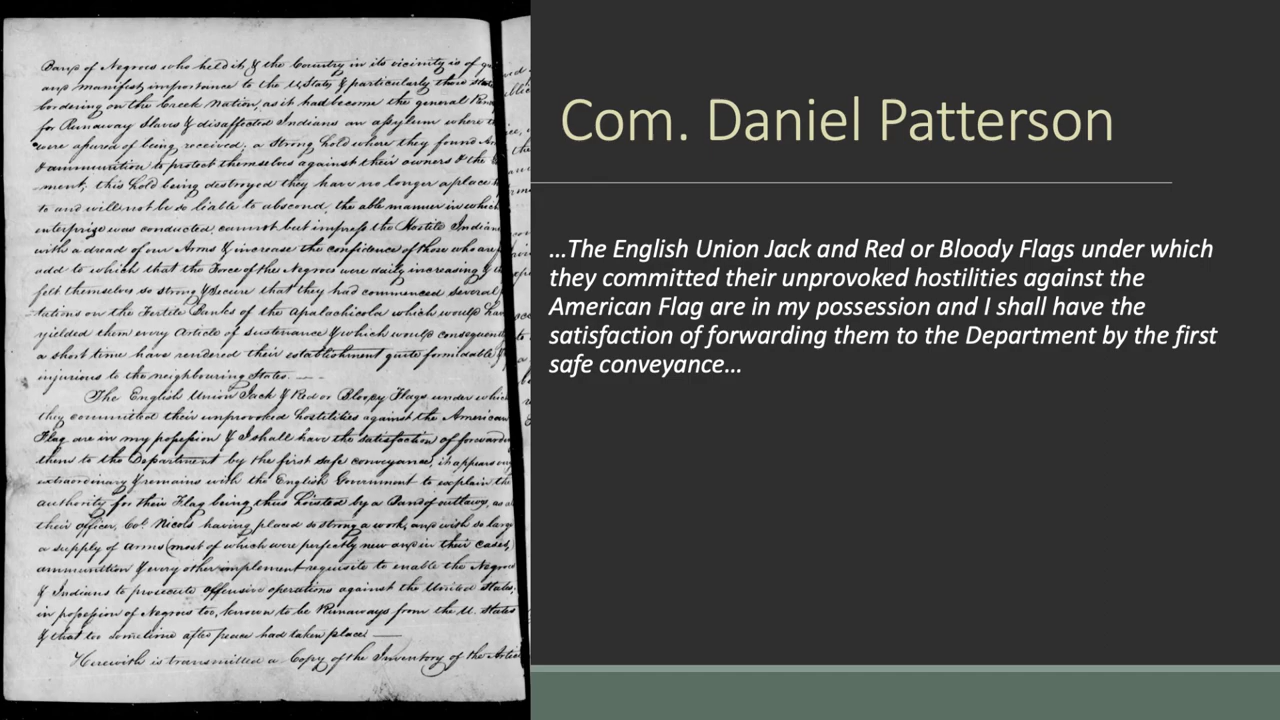 Band of Negroes who held it & the Country in its vicinity is of
and manifest importance to the U. States & particularly those
bordering on the Creek Nation, as it had become the general
for Runaway Slaves & disaffected Indians an asylum where
were assured of being received; a strong hold where they found
& ammunition to protect themselves against their owners & the
ment; this hold being destroyed they have no longer a place
to and will not be so liable to abscond, the able manner in which
enterprize was conducted, cannot but impress the Hostile Indian
with a dread of our Arms & increase the confidence of those who are
add to which that the Force of the Negroes were daily increasing &
felt themselves so strong & secure that they had commenced several
tations on the Fertile Banks of the Apalachicola which would have
yielded them every Article of Sustenance & which would
a short time have rendered their establishment quite formidable &
injurious to the neighbouring States.
The English Union Jack & Red or Bloody Flags under which
they committed their unprovoked hostilities against the American
Flag are in my possession & I shall have the satisfaction of
them to the Department by the first safe conveyance, it appears
extraordinary & remains with the English Government to explain the
authority for their Flag being thus hoisted by a Band of outlaws, as
their officer, Col. Nicols having placed so strong a work, and with so large
a supply of arms (most of which were perfectly new and in their cases)
ammunition & every other implement requisite to enable the Negroe
& Indians to prosecute offensive operations against the United States,
in possession of Negroes too, known to be Runaways from the U. States
& that too sometime after peace had taken place
Herewith is transmitted a Copy of the Inventory of the
Com. Daniel Patterson
…The English Union Jack and Red or Bloody Flags under which
they committed their unprovoked hostilities against the
American Flag are in my possession and I shall have the
satisfaction of forwarding them to the Department by the first
safe conveyance…